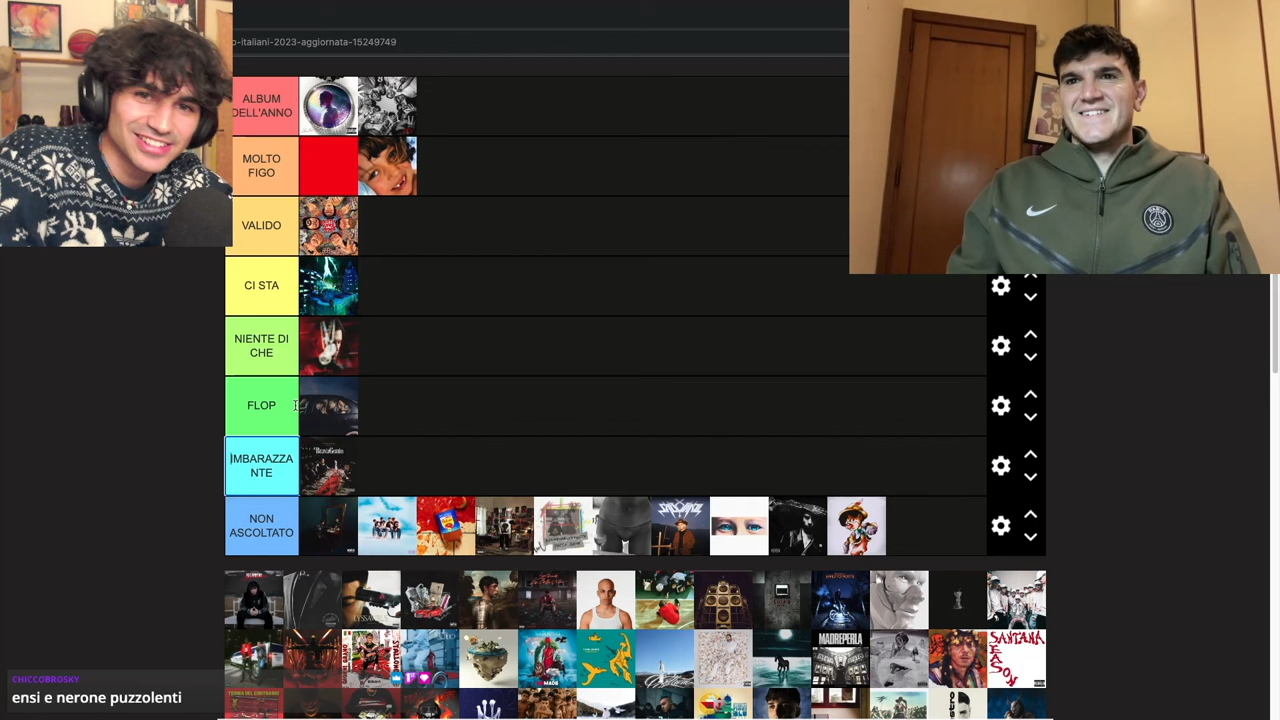 o-italiani-2023-aggiornata-15249749
ALBUM
DELL'ANNO
MOLTO
FIGO
VALIDO
CI STA
NIENTE DI
CHE
FLOP
IMBARAZZA
NTE
NON
ASCOLTATO
MADREPERLA
SANTANA
SEASON
CHICCOBROSKY
ensi e nerone puzzolenti